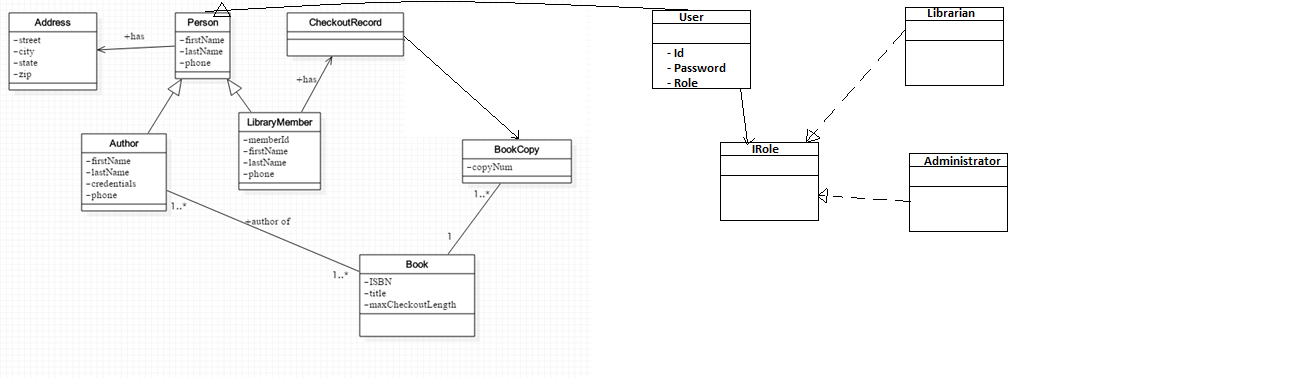 Address
-street
-city
-state
-zip
+has
Person
-firstName
-lastName
-phone
CheckoutRecord
+has
User
- Id
- Password
- Role
Librarian
Author
-firstName
-lastName
-credentials
-phone
LibraryMember
-memberId
-firstName
-lastName
-phone
BookCopy
-copyNum
IRole
Administrator
1..*
+author of
1..*
1..*
1
Book
-ISBN
-title
-maxCheckoutLength